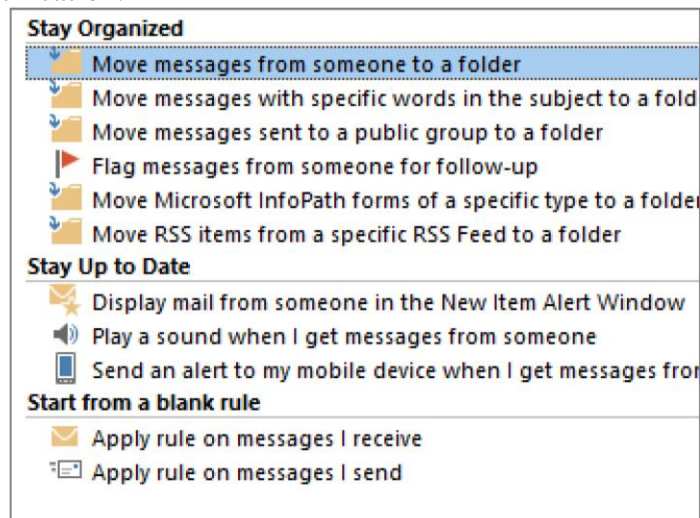 Stay Organized
Move messages from someone to a folder
Move messages with specific words in the subject to a fold
Move messages sent to a public group to a folder
Flag messages from someone for follow-up
Move Microsoft InfoPath forms of a specific type to a folder
Move RSS items from a specific RSS Feed to a folder
Stay Up to Date
Display mail from someone in the New Item Alert Window
Play a sound when I get messages from someone
Send an alert to my mobile device when I get messages from
Start from a blank rule
Apply rule on messages I receive
Apply rule on messages I send